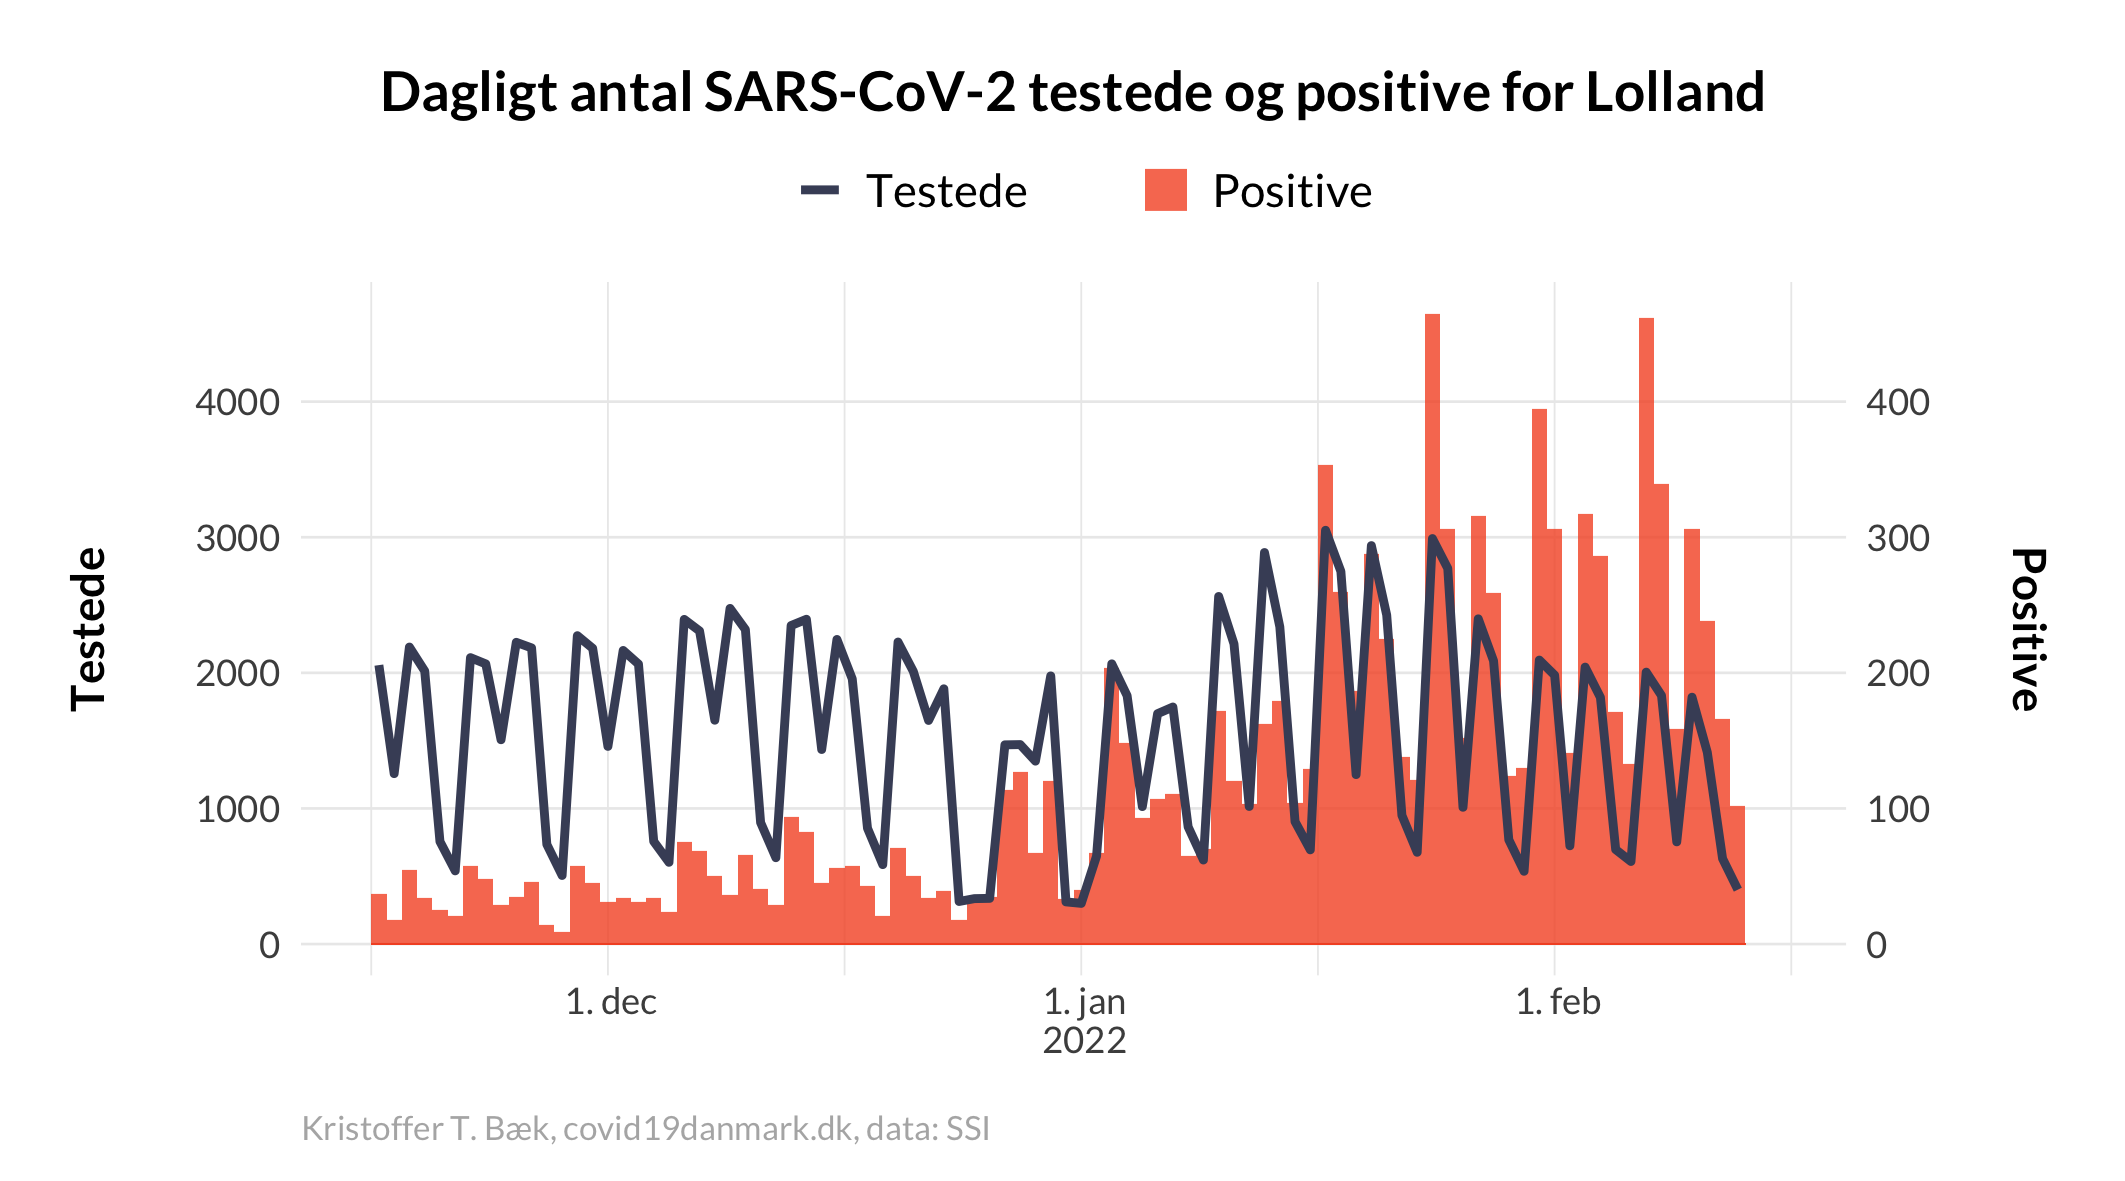 Dagligt antal SARS-CoV-2 testede og positive for Lolland
Testede
Positive
Testede
4000
3000
2000
1000
0
400
300
200
100
0
Positive
1. dec
1. jan
2022
1. feb
Kristoffer T. Bæk, covid19danmark.dk, data: SSI